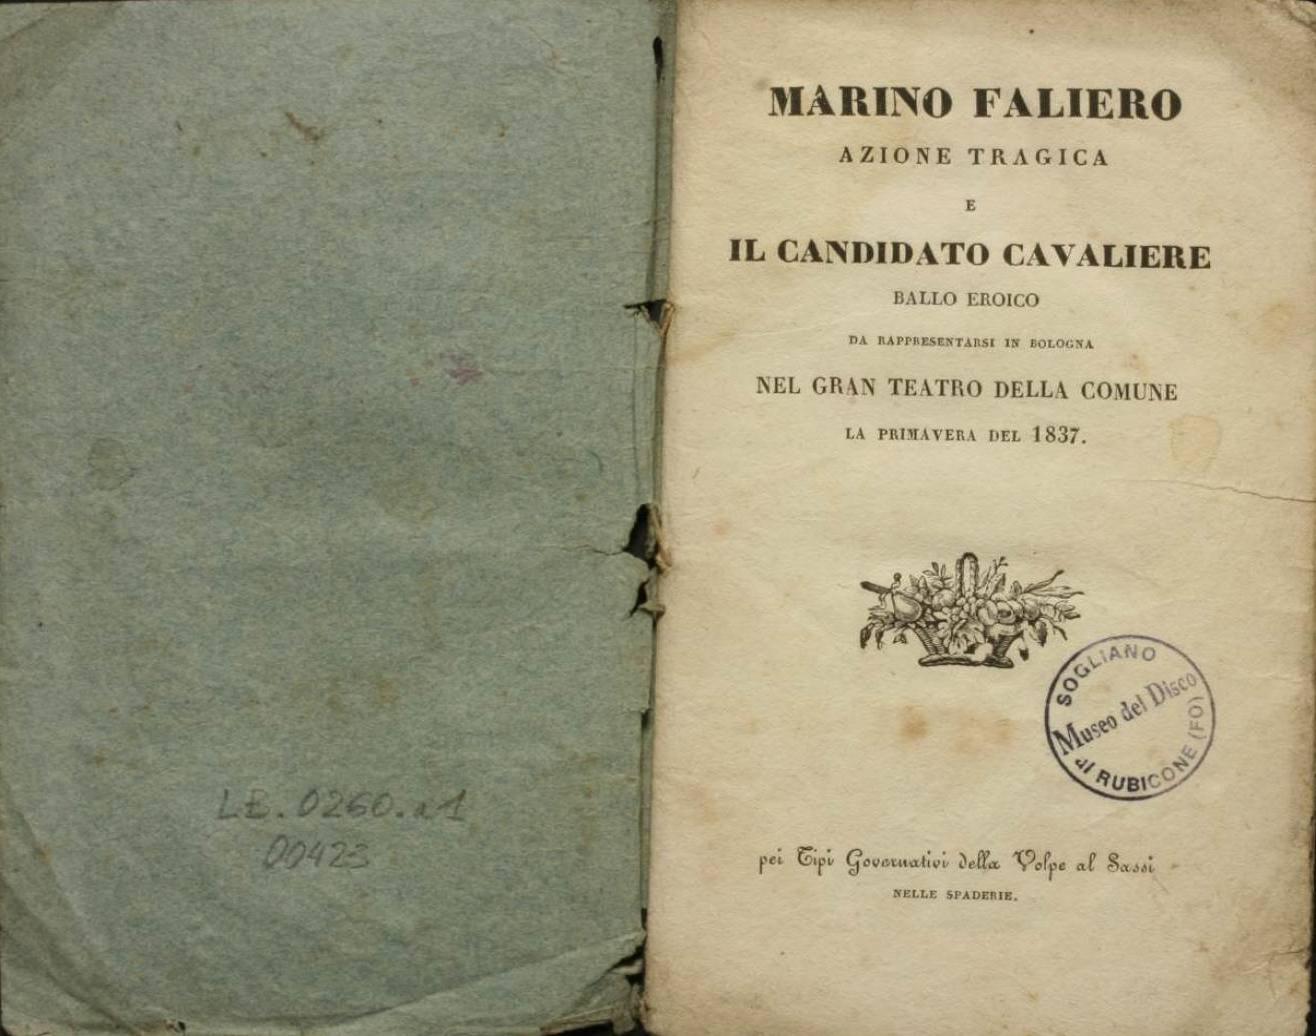 LB.0260.a1
00423
MARINO FALIERO
AZIONE TRAGICA
E
IL CANDIDATO CAVALIERE
BALLO EROICO
DA RAPPRESENTARSI IN BOLOGNA
NEL GRAN TEATRO DELLA COMUNE
LA PRIMAVERA DEL 1837.
SOGLIANO
Museo del Disco
al RUBICONE (FO)
pei Tipi Governativi della Volpe al Sassi
NELLE SPADERIE.